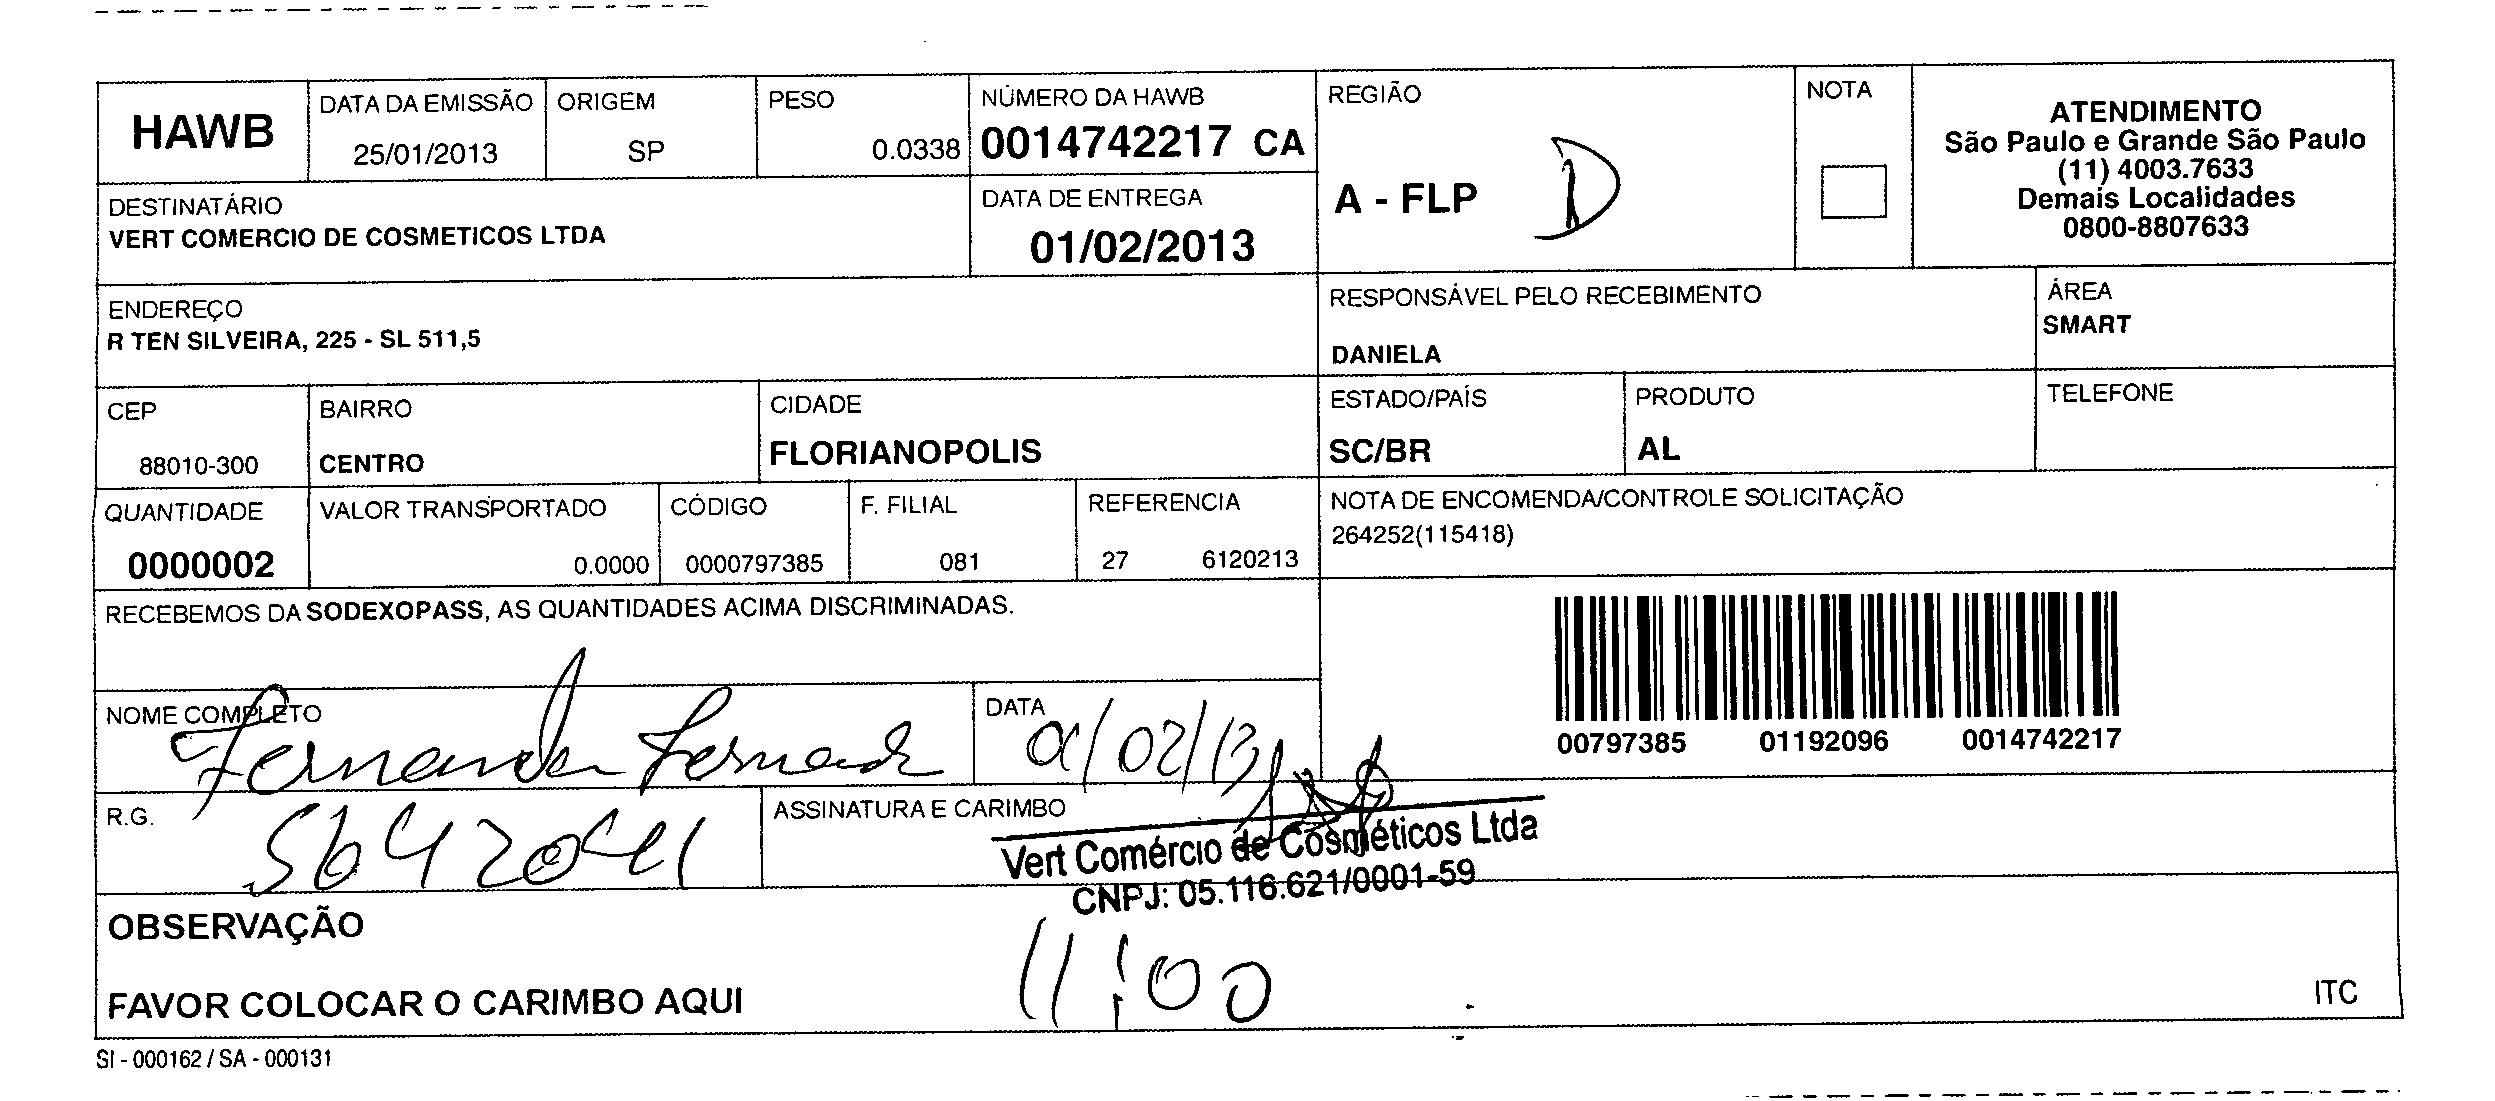 HAWB
DATA DA EMISSÃO
25/01/2013
ORIGEM
SP
PESO
0.0338
NÚMERO DA HAWB
0014742217 CA
REGIÃO
A - FLP
D
NOTA
ATENDIMENTO
São Paulo e Grande São Paulo
(11) 4003.7633
Demais Localidades
0800-8807633
DESTINATÁRIO
VERT COMERCIO DE COSMETICOS LTDA
DATA DE ENTREGA
01/02/2013
ENDEREÇO
R TEN SILVEIRA, 225 - SL 511,5
RESPONSÁVEL PELO RECEBIMENTO
DANIELA
ÁREA
SMART
CEP
88010-300
BAIRRO
CENTRO
CIDADE
FLORIANOPOLIS
ESTADO/PAÍS
SC/BR
PRODUTO
AL
TELEFONE
QUANTIDADE
0000002
VALOR TRANSPORTADO
0.0000
CÓDIGO
0000797385
F. FILIAL
081
REFERENCIA
27 6120213
NOTA DE ENCOMENDA/CONTROLE SOLICITAÇÃO
264252(115418)
RECEBEMOS DA SODEXOPASS, AS QUANTIDADES ACIMA DISCRIMINADAS.
00797385 01192096 0014742217
NOME COMPLETO
Fernanda
DATA
01/02/13
R.G.
5642041
ASSINATURA E CARIMBO
Vert Comércio de Cosméticos Ltda
CNPJ: 05.116.621/0001-59
OBSERVAÇÃO
11:00
FAVOR COLOCAR O CARIMBO AQUI
ITC
SI - 000162 / SA - 000131